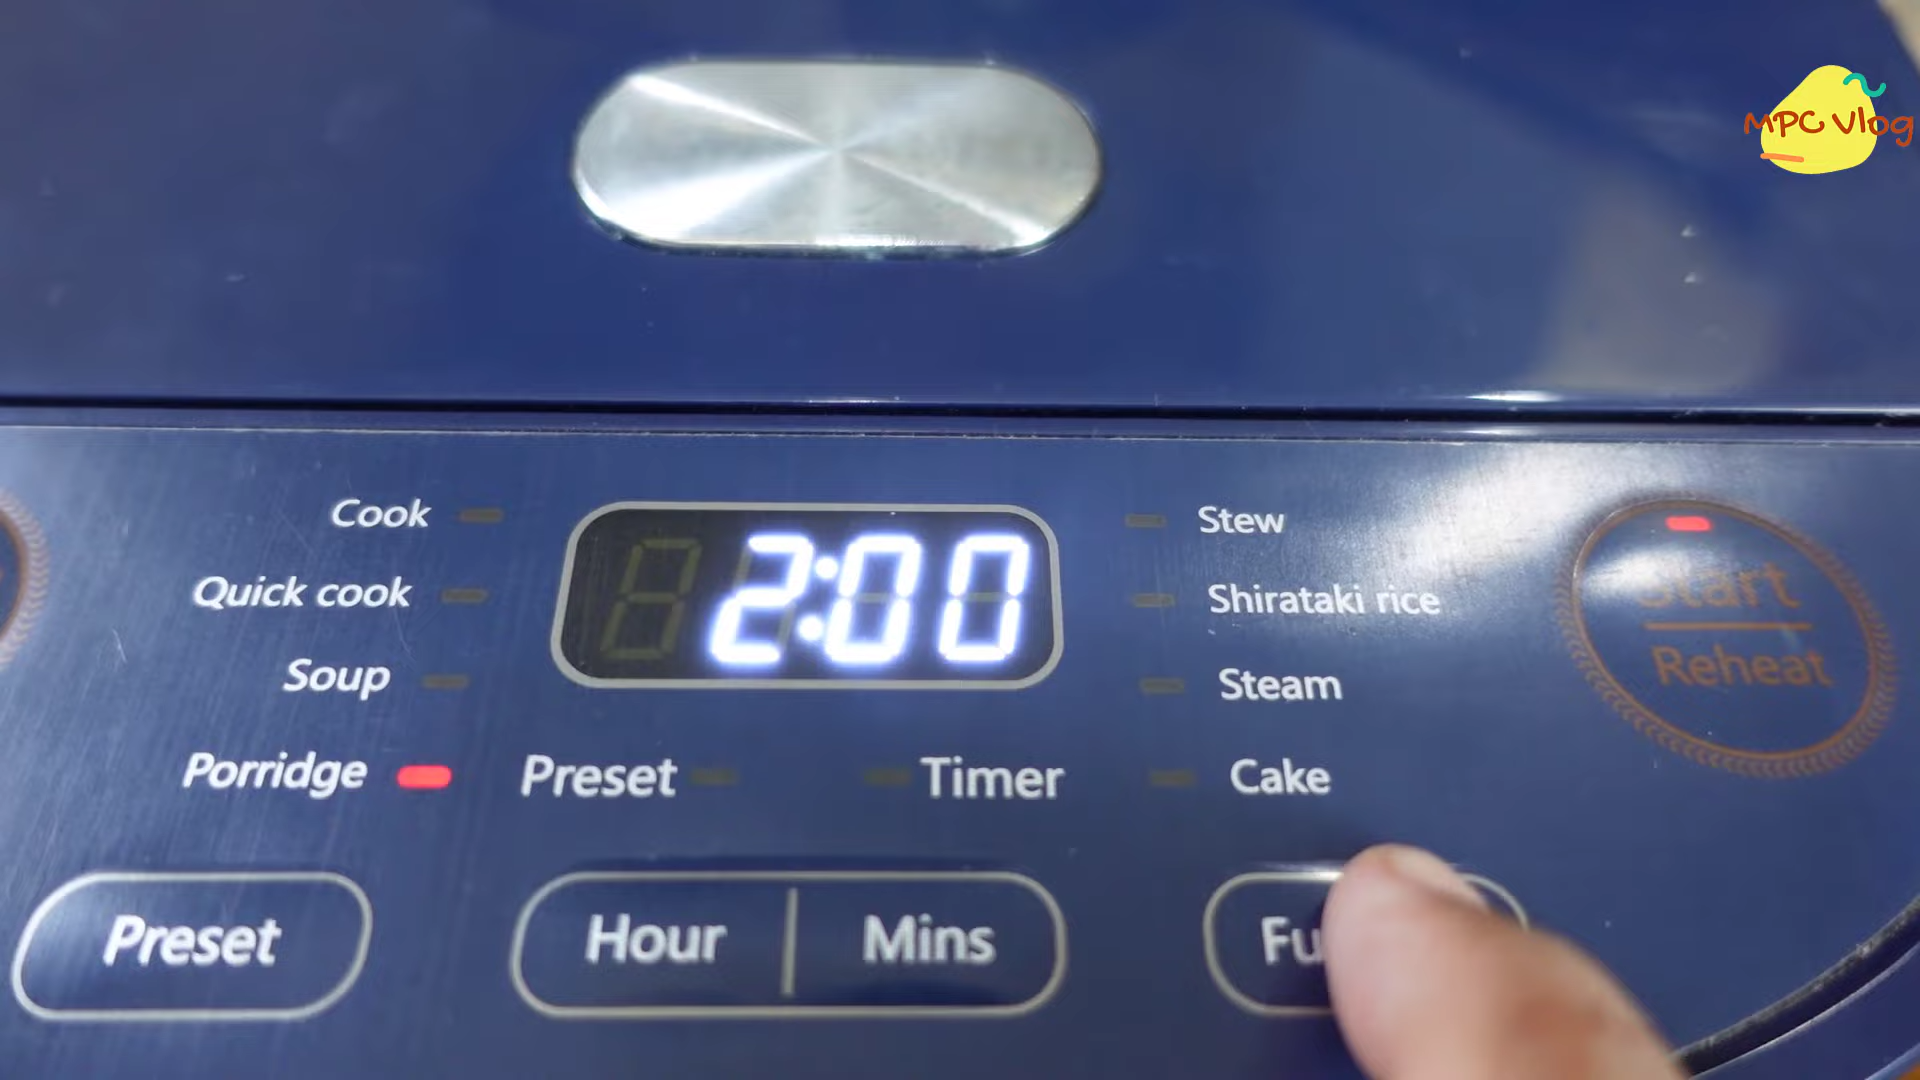 MPC Vlog
Cook
Quick cook
Soup
Porridge
2:00
Preset
Timer
Stew
Shirataki rice
Steam
Cake
Start
Reheat
Preset
Hour
Mins
Fu